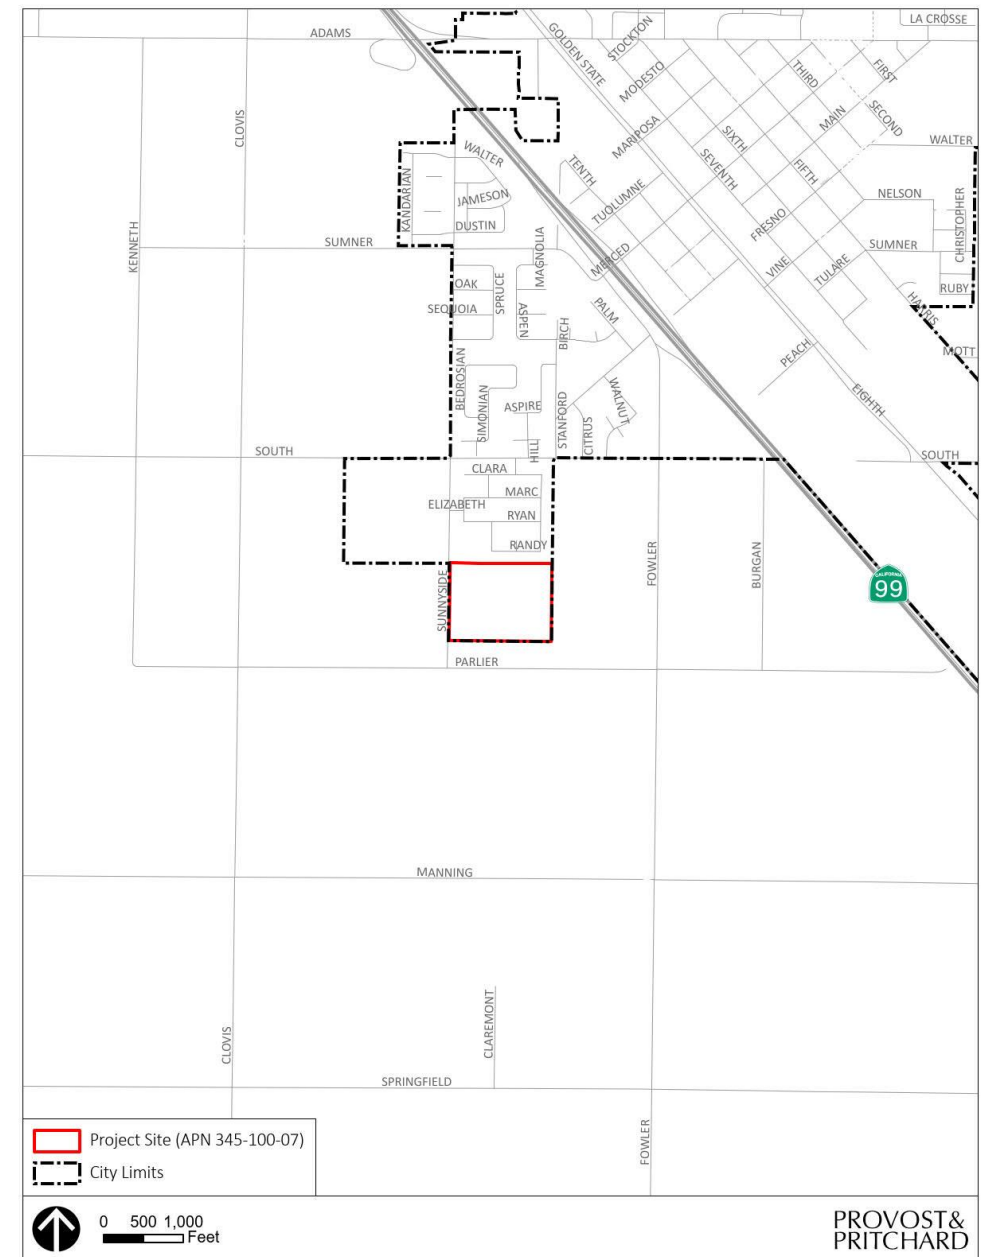 LA CROSSE
ADAMS
GOLDEN STATE
STOCKTON
MODESTO
THIRD
FIRST
CLOVIS
MARIPOSA
SIXTH
MAIN
SECOND
WALTER
WALTER
TENTH
SEVENTH
FIFTH
KANDARIAN
JAMESON
TUOLUMNE
NELSON
CHRISTOPHER
DUSTIN
FRESNO
KENNETH
SUMNER
MAGNOLIA
MERCED
VINE
TULARE
SUMNER
OAK
SPRUCE
RUBY
SEQUOIA
ASPEN
PALM
HARRIS
BIRCH
MOTT
PEACH
BEDROSIAN
SIMONIAN
ASPIRE
STANFORD
WALNUT
CITRUS
EIGHTH
SOUTH
HILL
SOUTH
CLARA
MARC
ELIZABETH
RYAN
RANDY
SUNNYSIDE
FOWLER
BURGAN
CALIFORNIA
99
PARLIER
MANNING
CLAREMONT
CLOVIS
SPRINGFIELD
FOWLER
Project Site (APN 345-100-07)
City Limits
0 500 1,000
Feet
PROVOST&
PRITCHARD